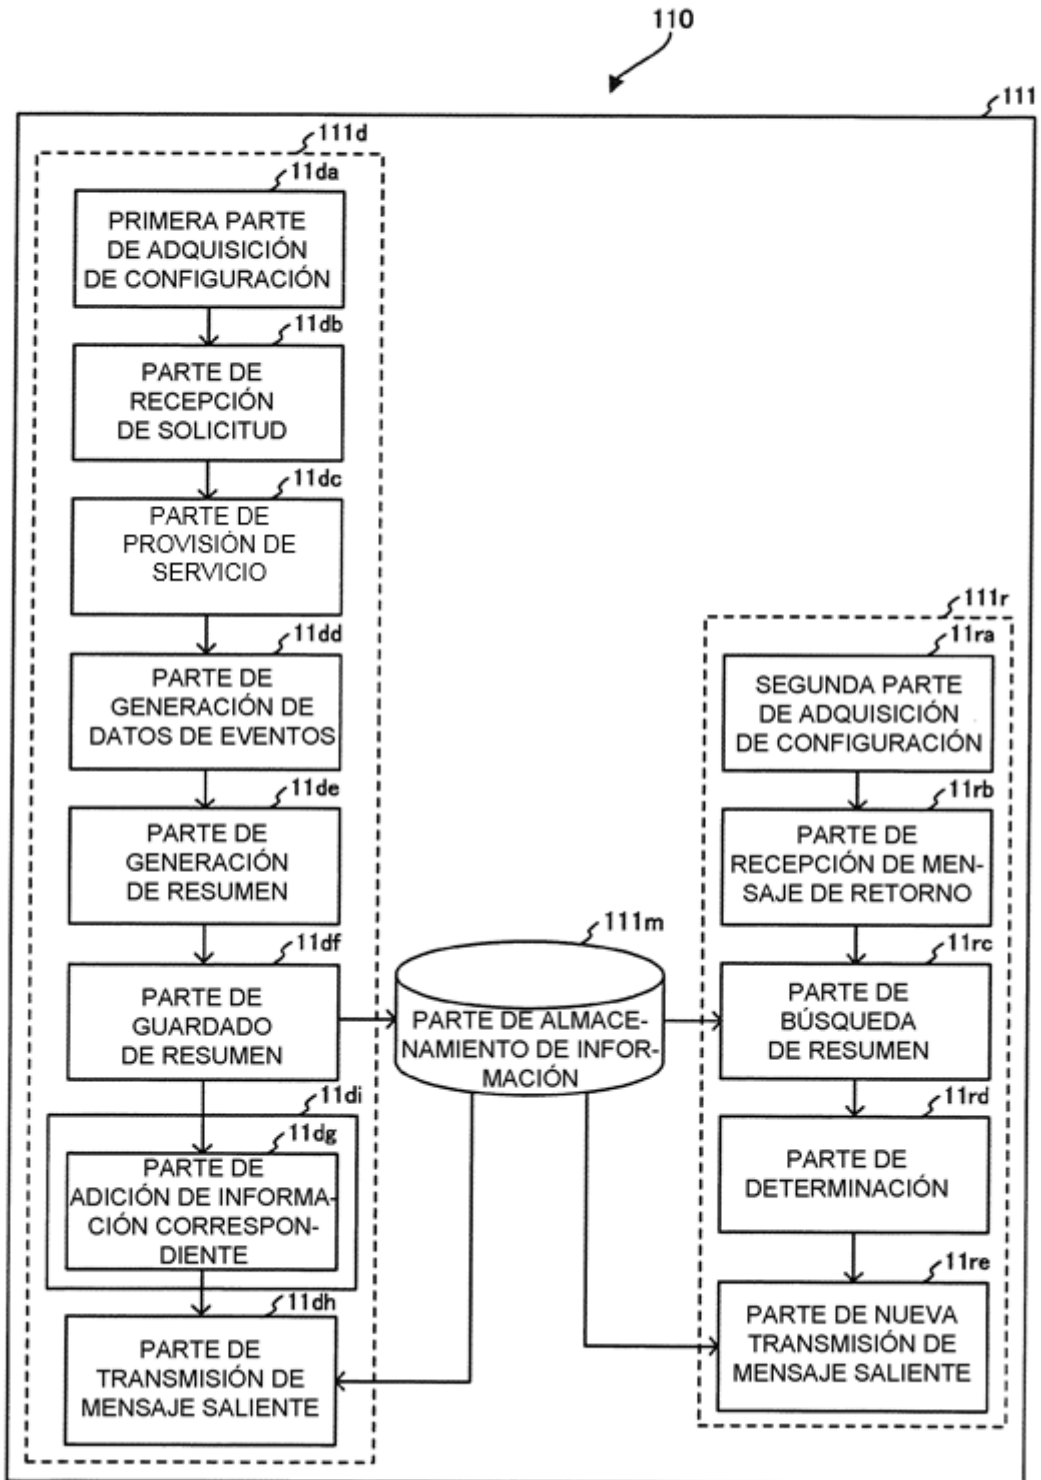 110
111
111d
11da
PRIMERA PARTE
DE ADQUISICIÓN
DE CONFIGURACIÓN
11db
PARTE DE
RECEPCIÓN
DE SOLICITUD
11dc
PARTE DE
PROVISIÓN DE
SERVICIO
11dd
PARTE DE
GENERACIÓN DE
DATOS DE EVENTOS
11de
PARTE DE
GENERACIÓN
DE RESUMEN
11df
PARTE DE
GUARDADO
DE RESUMEN
11di
11dg
PARTE DE
ADICIÓN DE INFORMA-
CIÓN CORRESPON-
DIENTE
11dh
PARTE DE
TRANSMISIÓN DE
MENSAJE SALIENTE
111m
PARTE DE ALMACE-
NAMIENTO DE INFOR-
MACIÓN
111r
11ra
SEGUNDA PARTE
DE ADQUISICIÓN
DE CONFIGURACIÓN
11rb
PARTE DE
RECEPCIÓN DE MEN-
SAJE DE RETORNO
11rc
PARTE DE
BÚSQUEDA
DE RESUMEN
11rd
PARTE DE
DETERMINACIÓN
11re
PARTE DE NUEVA
TRANSMISIÓN DE
MENSAJE SALIENTE